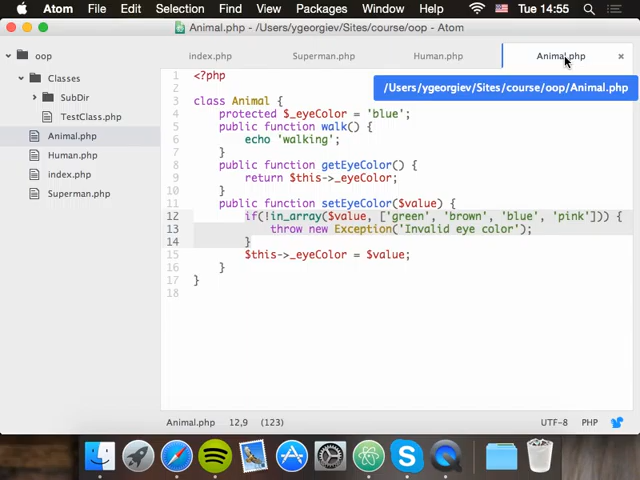 Atom File Edit Selection Find View Packages Window Help Tue 14:55
Animal.php - /Users/ygeorgiev/Sites/course/oop - Atom
oop
Classes
SubDir
TestClass.php
Animal.php
Human.php
index.php
Superman.php
index.php Superman.php Human.php Animal.php
/Users/ygeorgiev/Sites/course/oop/Animal.php
1 <?php
2
3 class Animal {
4 protected $_eyeColor = 'blue';
5 public function walk() {
6 echo 'walking';
7 }
8 public function getEyeColor() {
9 return $this->_eyeColor;
10 }
11 public function setEyeColor($value) {
12 if(!in_array($value, ['green', 'brown', 'blue', 'pink'])) {
13 throw new Exception('Invalid eye color');
14 }
15 $this->_eyeColor = $value;
16 }
17 }
18
Animal.php 12,9 (123) UTF-8 PHP